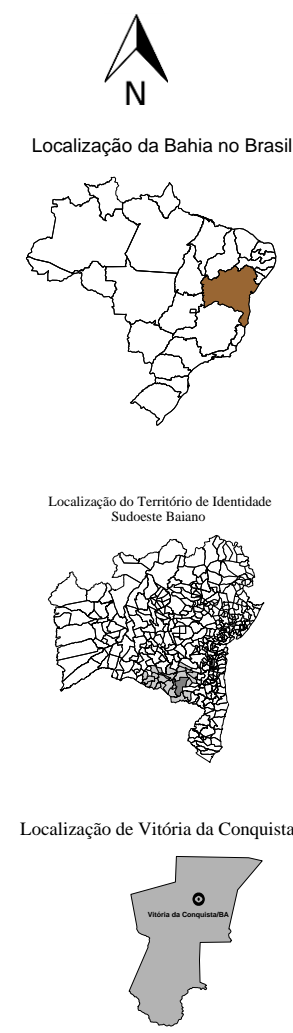 N
Localização da Bahia no Brasil
Localização do Território de Identidade
Sudoeste Baiano
Localização de Vitória da Conquista
Vitória da Conquista/BA